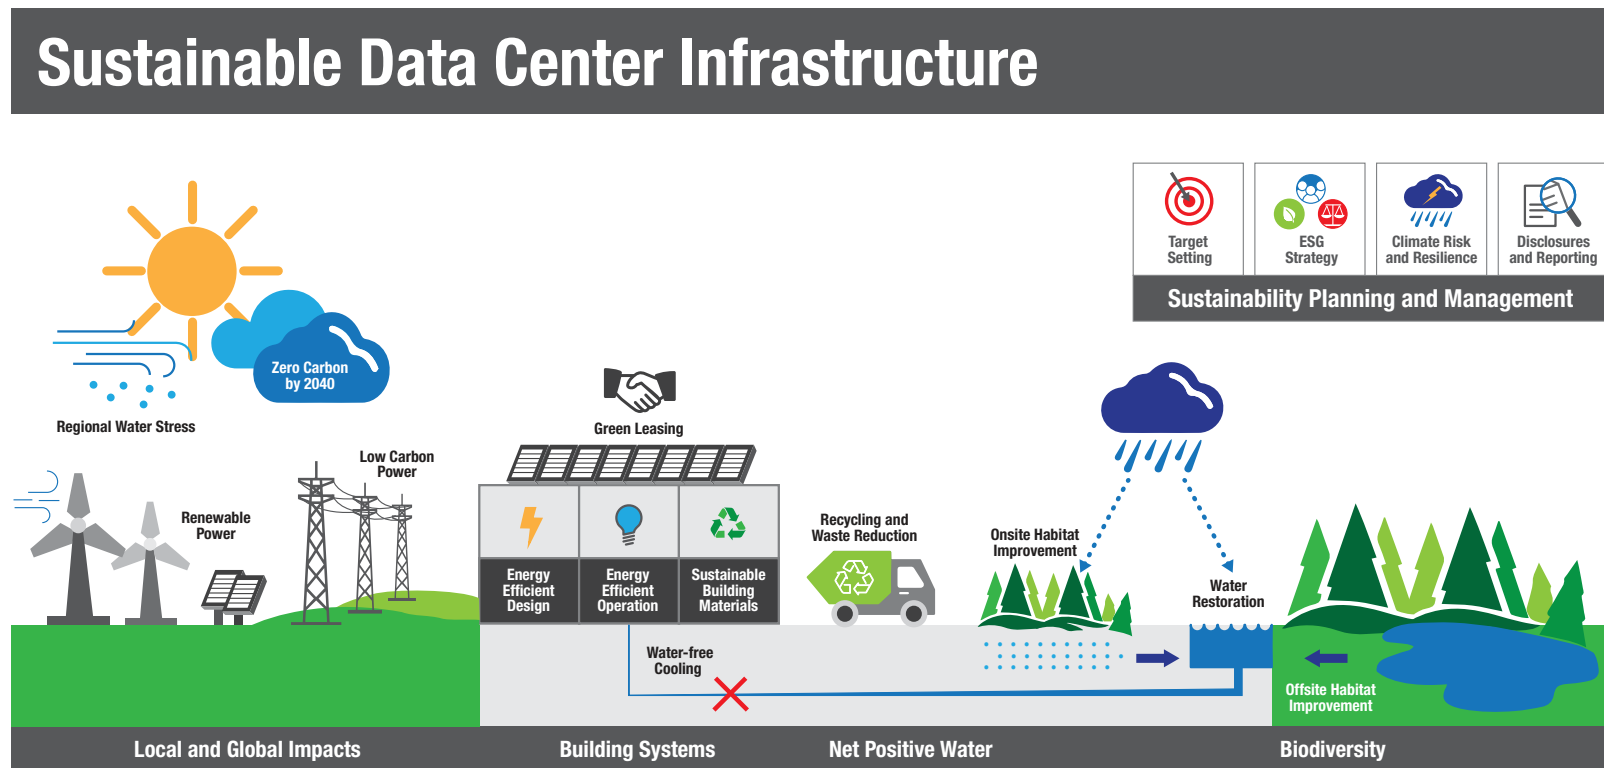 Sustainable Data Center Infrastructure
Target
Setting
ESG
Strategy
Climate Risk
and Resilience
Disclosures
and Reporting
Sustainability Planning and Management
Zero Carbon
by 2040
Regional Water Stress
Green Leasing
Low Carbon
Power
Renewable
Power
Recycling and
Waste Reduction
Onsite Habitat
Improvement
Energy
Efficient
Design
Energy
Efficient
Operation
Sustainable
Building
Materials
Water
Restoration
Water-free
Cooling
Offsite Habitat
Improvement
Local and Global Impacts
Building Systems
Net Positive Water
Biodiversity